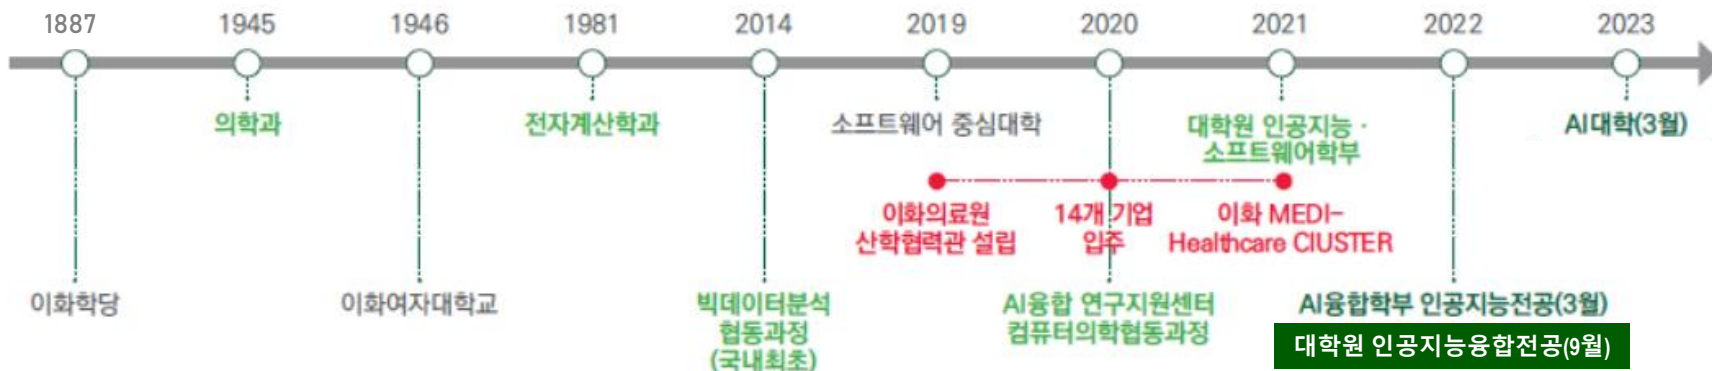 1887 1945 1946 1981 2014 2019 2020 2021 2022 2023
의학과 전자계산학과 소프트웨어 중심대학 대학원 인공지능 · AI대학(3월)
소프트웨어학부
이화의료원 14개 기업 이화 MEDI-
산학협력관 설립 입주 Healthcare CIUSTER
이화학당 이화여자대학교 빅데이터분석 AI융합 연구지원센터 AI융합학부 인공지능전공(3월)
협동과정 컴퓨터의학협동과정 대학원 인공지능융합전공(9월)
(국내최초)